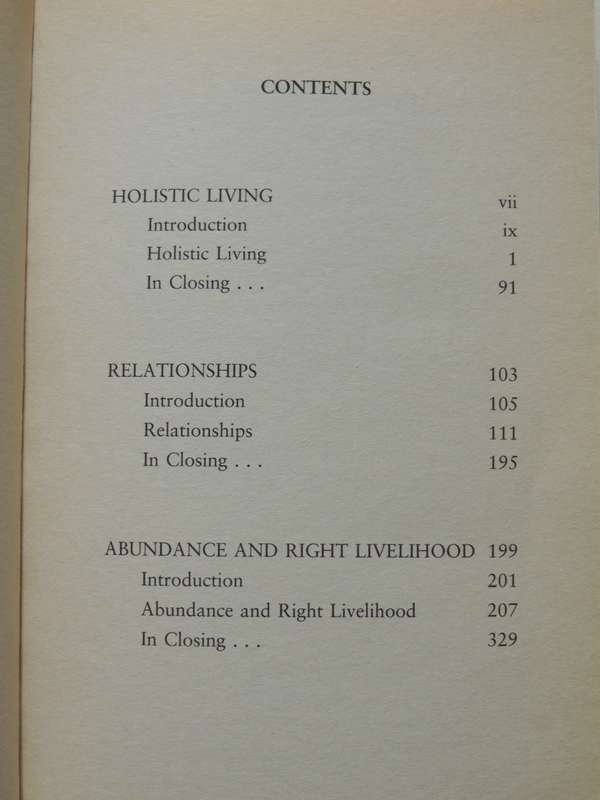 CONTENTS
HOLISTIC LIVING vii
Introduction ix
Holistic Living 1
In Closing . . . 91
RELATIONSHIPS 103
Introduction 105
Relationships 111
In Closing . . . 195
ABUNDANCE AND RIGHT LIVELIHOOD 199
Introduction 201
Abundance and Right Livelihood 207
In Closing . . . 329